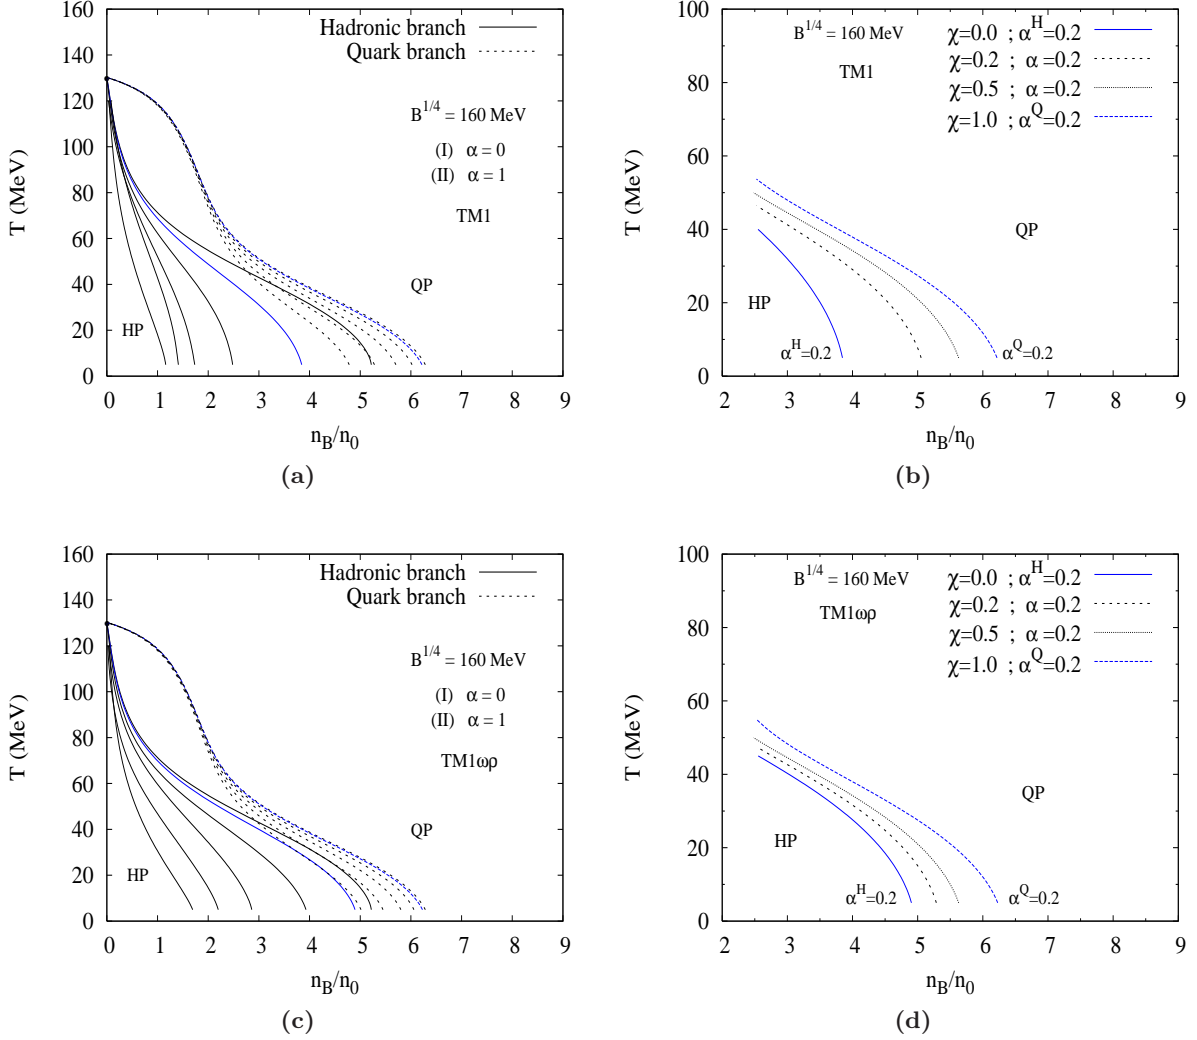 160
140
120
100
80
60
40
20
0
T (MeV)
Hadronic branch
Quark branch
B^{1/4} = 160 MeV
(I) α = 0
(II) α = 1
TM1
QP
HP
0 1 2 3 4 5 6 7 8 9
n_B/n_0
(a)
100
80
60
40
20
0
T (MeV)
B^{1/4} = 160 MeV
TM1
χ=0.0 ; α^H=0.2
χ=0.2 ; α=0.2
χ=0.5 ; α=0.2
χ=1.0 ; α^Q=0.2
QP
HP
α^H=0.2
α^Q=0.2
2 3 4 5 6 7 8 9
n_B/n_0
(b)
160
140
120
100
80
60
40
20
0
T (MeV)
Hadronic branch
Quark branch
B^{1/4} = 160 MeV
(I) α = 0
(II) α = 1
TM1ωρ
QP
HP
0 1 2 3 4 5 6 7 8 9
n_B/n_0
(c)
100
80
60
40
20
0
T (MeV)
B^{1/4} = 160 MeV
TM1ωρ
χ=0.0 ; α^H=0.2
χ=0.2 ; α=0.2
χ=0.5 ; α=0.2
χ=1.0 ; α^Q=0.2
QP
HP
α^H=0.2
α^Q=0.2
2 3 4 5 6 7 8 9
n_B/n_0
(d)